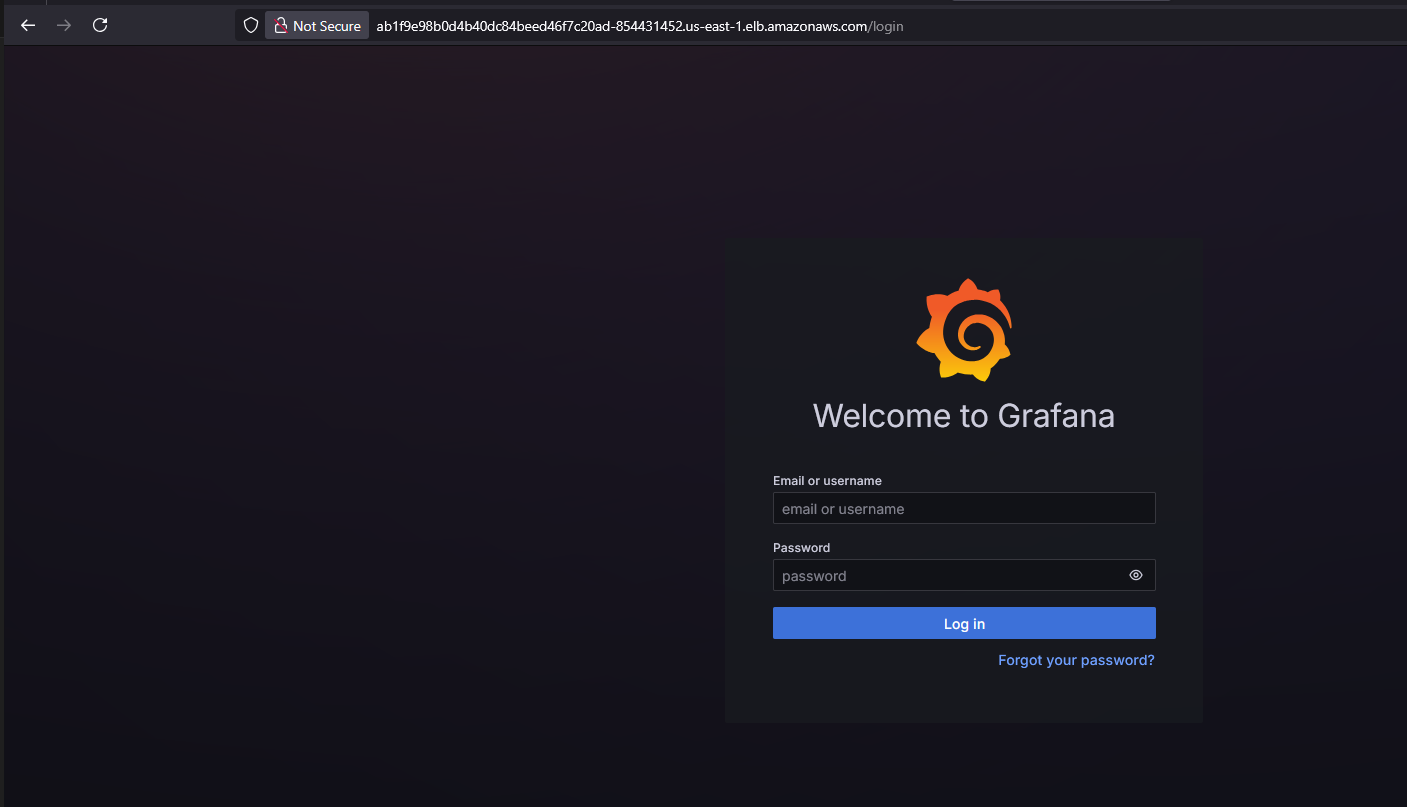 Not Secure ab1f9e98b0d4b40dc84beed46f7c20ad-854431452.us-east-1.elb.amazonaws.com/login
Welcome to Grafana
Email or username
email or username
Password
password
Log in
Forgot your password?